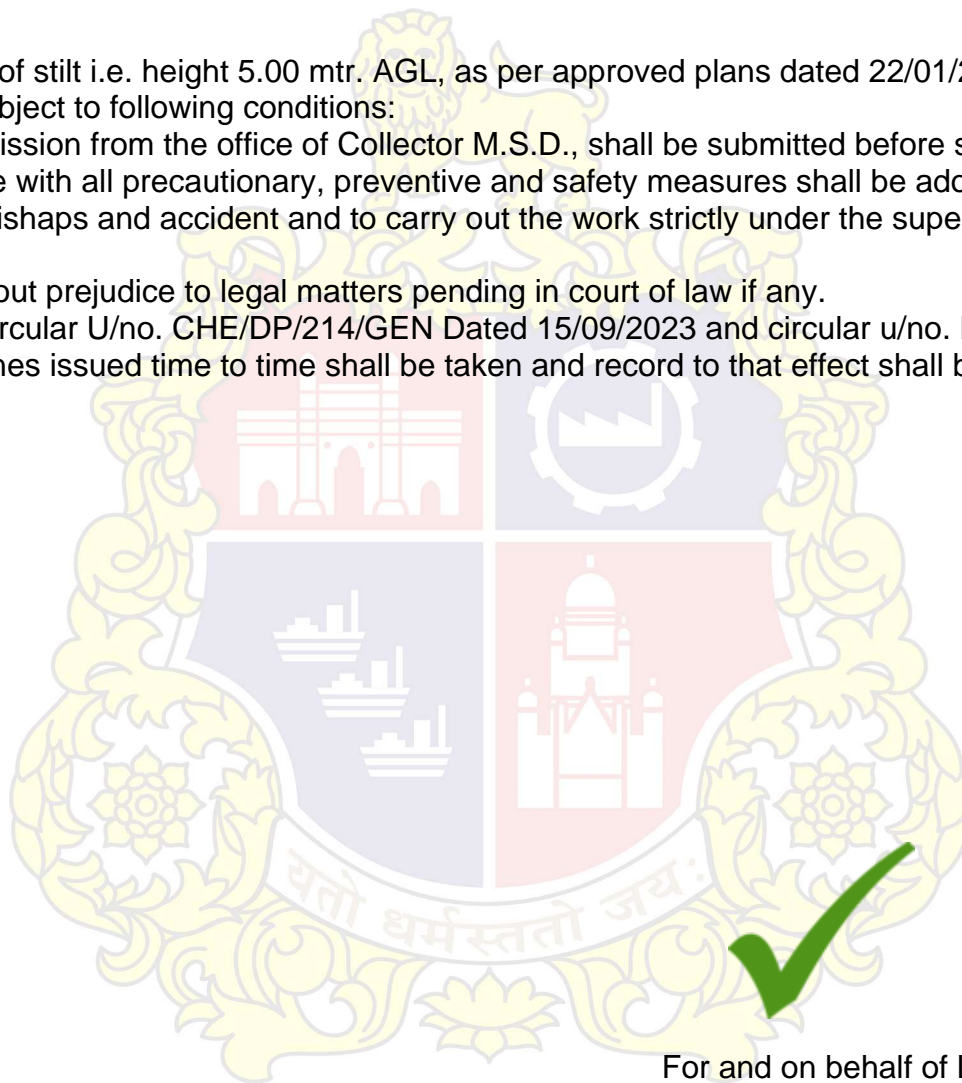 of stilt i.e. height 5.00 mtr. AGL, as per approved plans dated 22/01/2
bject to following conditions:
ission from the office of Collector M.S.D., shall be submitted before s
e with all precautionary, preventive and safety measures shall be ado
ishaps and accident and to carry out the work strictly under the supe
out prejudice to legal matters pending in court of law if any.
rcular U/no. CHE/DP/214/GEN Dated 15/09/2023 and circular u/no.
nes issued time to time shall be taken and record to that effect shall b
यतो धर्मस्ततो जय:
For and on behalf of